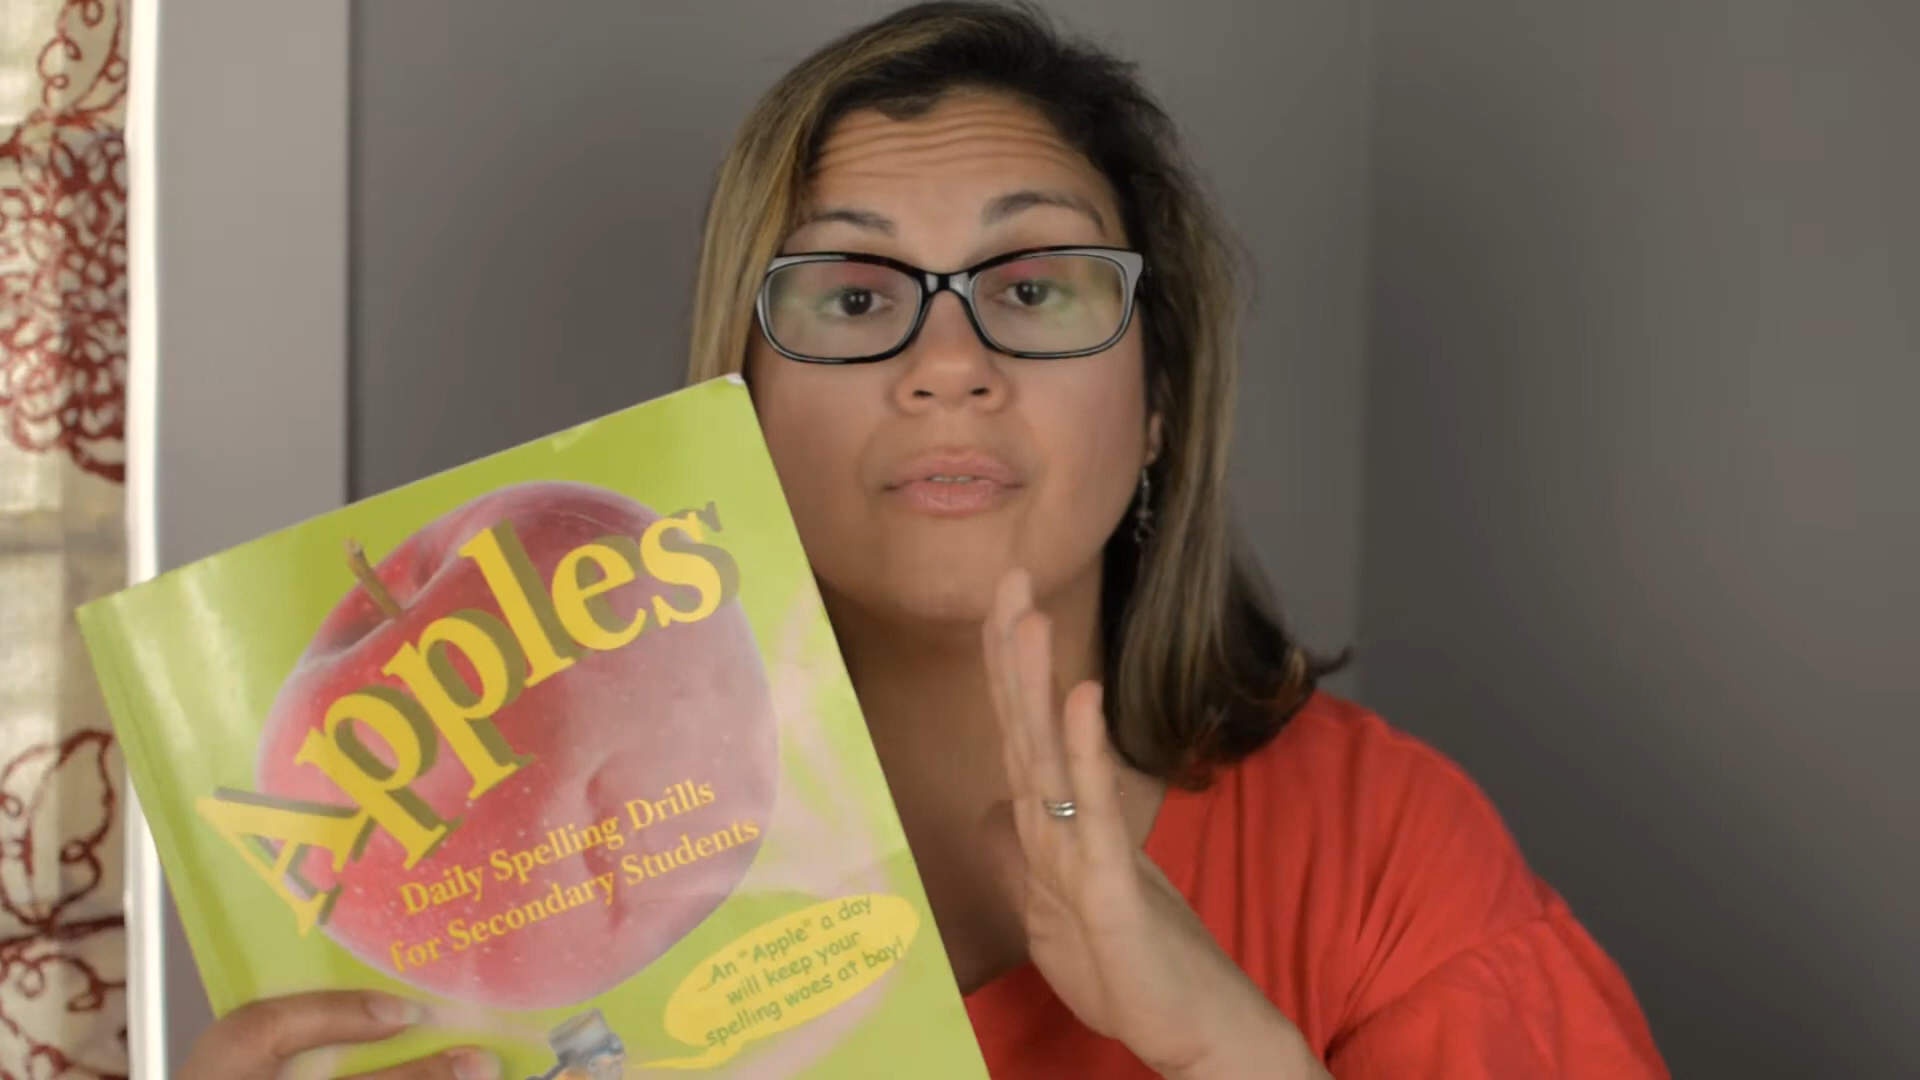 Apples
Daily Spelling Drills
for Secondary Students
An "Apple" a day
will keep your
spelling woes at bay!